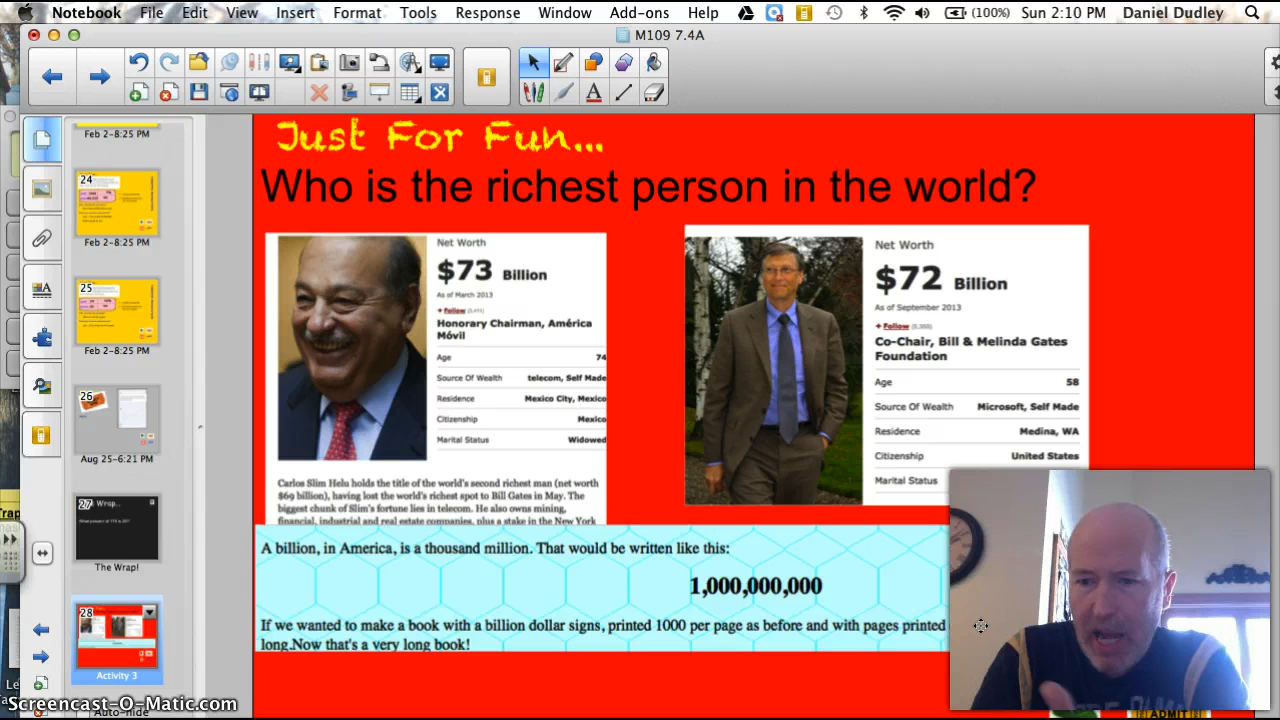 Notebook File Edit View Insert Format Tools Response Window Add-ons Help (100%) Sun 2:10 PM Daniel Dudley
M109 7.4A
Feb 2-8:25 PM
24
Feb 2-8:25 PM
25
Feb 2-8:25 PM
26
Aug 25-6:21 PM
27 Wrap...
The Wrap!
28
Activity 3
Auto-hide
Just For Fun...
Who is the richest person in the world?
Net Worth
$73 Billion
As of March 2013
+ Follow
Honorary Chairman, América
Móvil
Age 74
Source Of Wealth telecom, Self Made
Residence Mexico City, Mexico
Citizenship Mexico
Marital Status Widowed
Carlos Slim Helu holds the title of the world's second richest man (net worth
$69 billion), having lost the world's richest spot to Bill Gates in May. The
biggest chunk of Slim's fortune lies in telecom. He also owns mining,
financial, industrial and real estate companies, plus a stake in the New York
Net Worth
$72 Billion
As of September 2013
+ Follow
Co-Chair, Bill & Melinda Gates
Foundation
Age 58
Source Of Wealth Microsoft, Self Made
Residence Medina, WA
Citizenship United States
Marital Status
A billion, in America, is a thousand million. That would be written like this:
1,000,000,000
If we wanted to make a book with a billion dollar signs, printed 1000 per page as before and with pages printed
long.Now that's a very long book!
Screencast-O-Matic.com
ADMIT